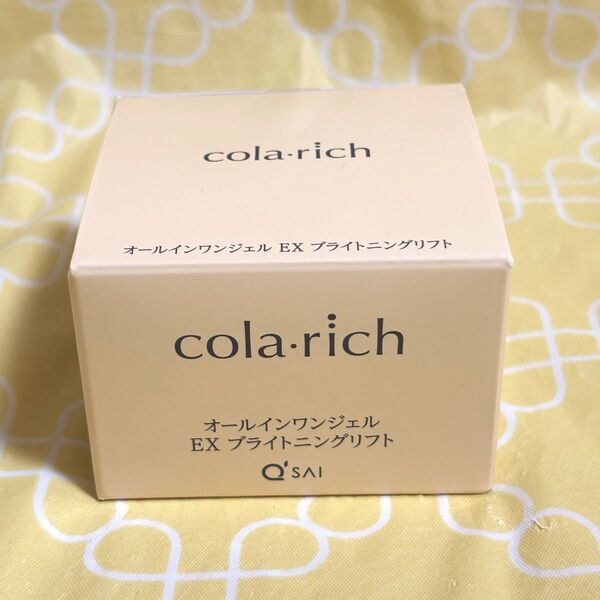 cola・rich
オールインワンジェル EX ブライトニングリフト
cola・rich
オールインワンジェル
EX ブライトニングリフト
Q'SAI